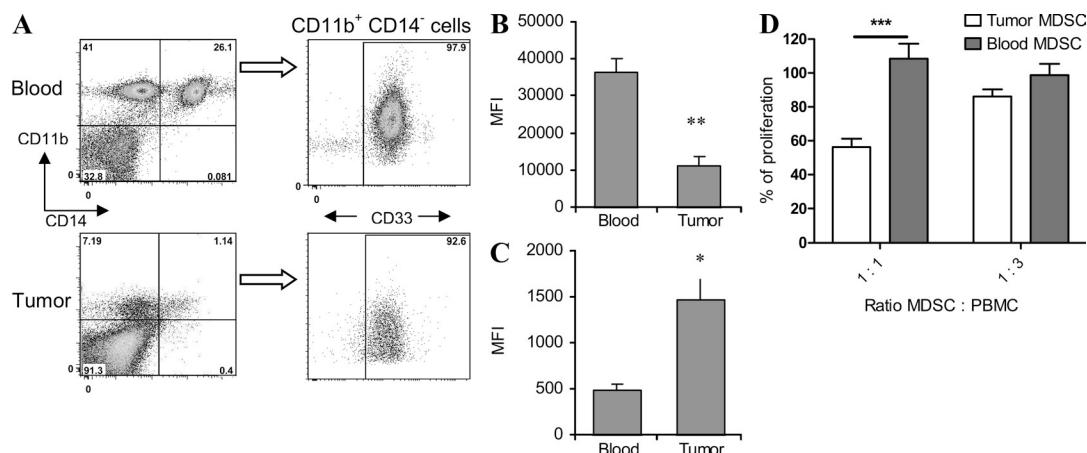 A
CD11b⁺ CD14⁻ cells
Blood
41
26.1
32.8
0.081
0
0
CD11b
CD14
97.9
0
CD33
Tumor
7.19
1.14
91.3
0.4
0
0
92.6
0
B
MFI
50000
40000
30000
20000
10000
0
**
Blood
Tumor
C
MFI
2000
1500
1000
500
0
*
Blood
Tumor
D
Tumor MDSC
Blood MDSC
***
% of proliferation
120
100
80
60
40
20
0
1 : 1
1 : 3
Ratio MDSC : PBMC